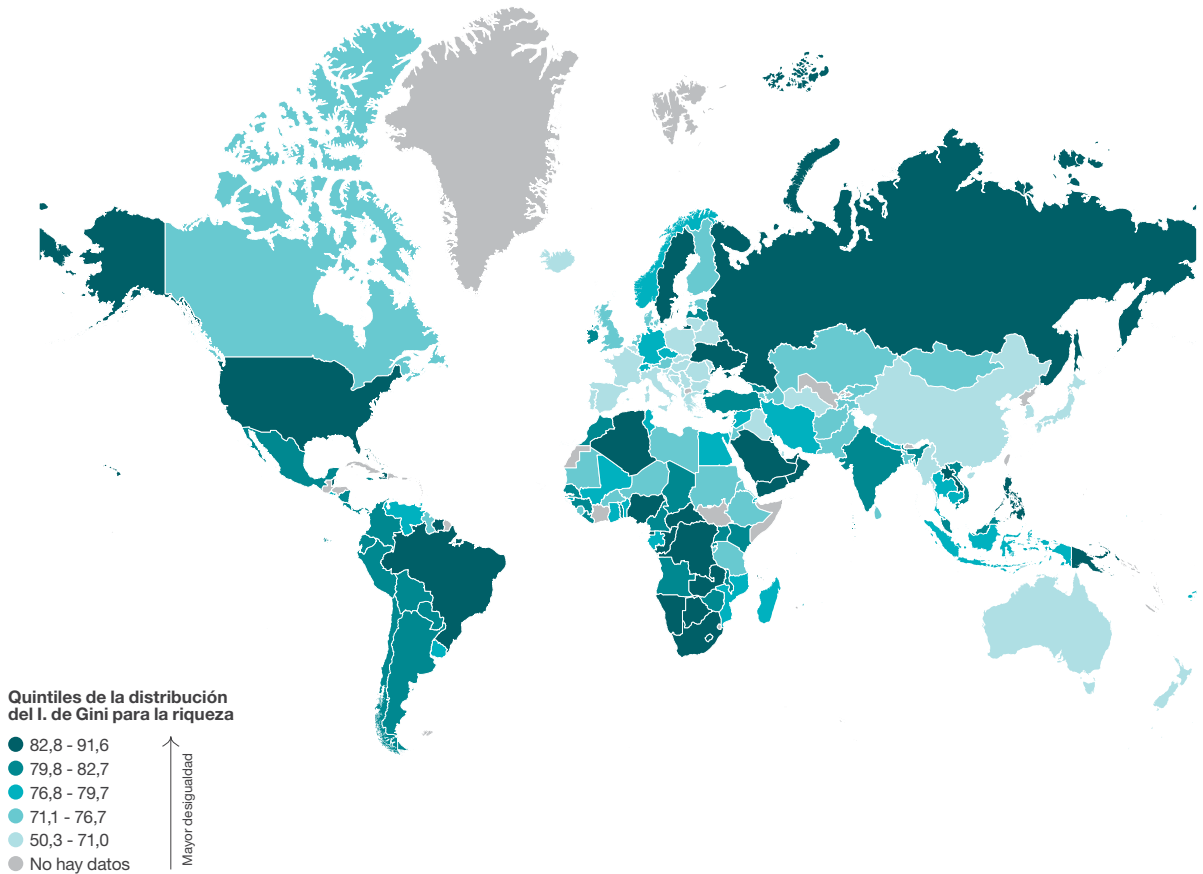 Quintiles de la distribución
del I. de Gini para la riqueza
82,8 - 91,6
79,8 - 82,7
76,8 - 79,7
71,1 - 76,7
50,3 - 71,0
No hay datos
Mayor desigualdad